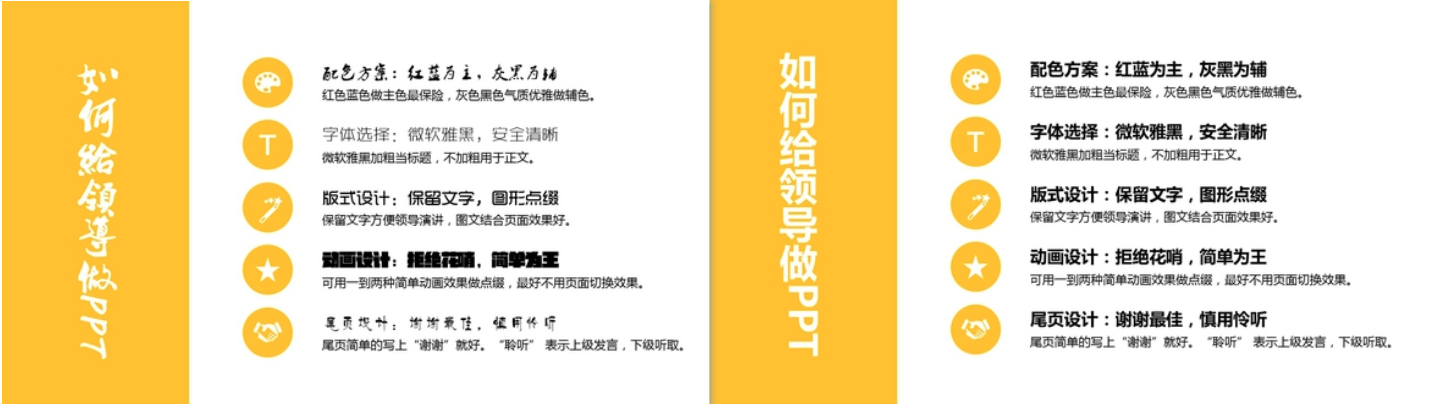 如何給領導做PPT
配色方案：红蓝为主，灰黑为辅
红色蓝色做主色最保险，灰色黑色气质优雅做辅色。
T
字体选择：微软雅黑，安全清晰
微软雅黑加粗当标题，不加粗用于正文。
版式设计：保留文字，图形点缀
保留文字方便领导演讲，图文结合页面效果好。
动画设计：拒绝花哨，简单为王
可用一到两种简单动画效果做点缀，最好不用页面切换效果。
尾页设计：谢谢最佳，慎用怜听
尾页简单的写上“谢谢”就好。“聆听” 表示上级发言，下级听取。
如何给领导做PPT
配色方案：红蓝为主，灰黑为辅
红色蓝色做主色最保险，灰色黑色气质优雅做辅色。
T
字体选择：微软雅黑，安全清晰
微软雅黑加粗当标题，不加粗用于正文。
版式设计：保留文字，图形点缀
保留文字方便领导演讲，图文结合页面效果好。
动画设计：拒绝花哨，简单为王
可用一到两种简单动画效果做点缀，最好不用页面切换效果。
尾页设计：谢谢最佳，慎用怜听
尾页简单的写上“谢谢”就好。“聆听” 表示上级发言，下级听取。